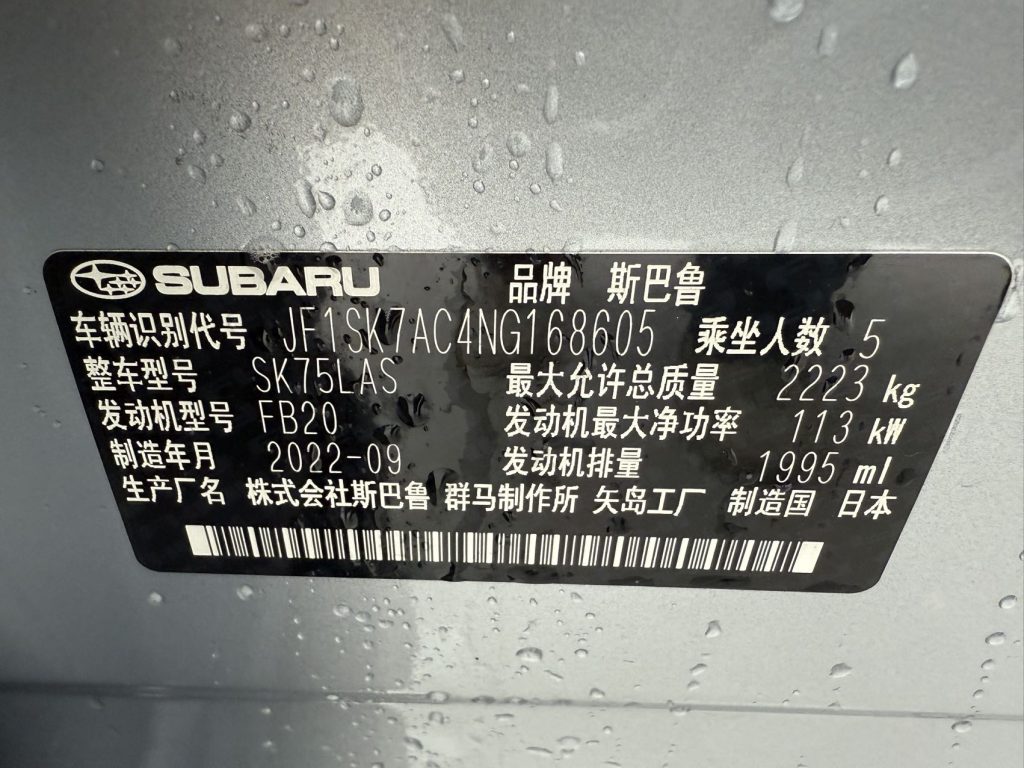 SUBARU 品牌 斯巴鲁
车辆识别代号 JF1SK7AC4NG168605 乘坐人数 5
整车型号 SK75LAS 最大允许总质量 2223 kg
发动机型号 FB20 发动机最大净功率 113 kW
制造年月 2022-09 发动机排量 1995 ml
生产厂名 株式会社斯巴鲁 群马制作所 矢岛工厂 制造国 日本